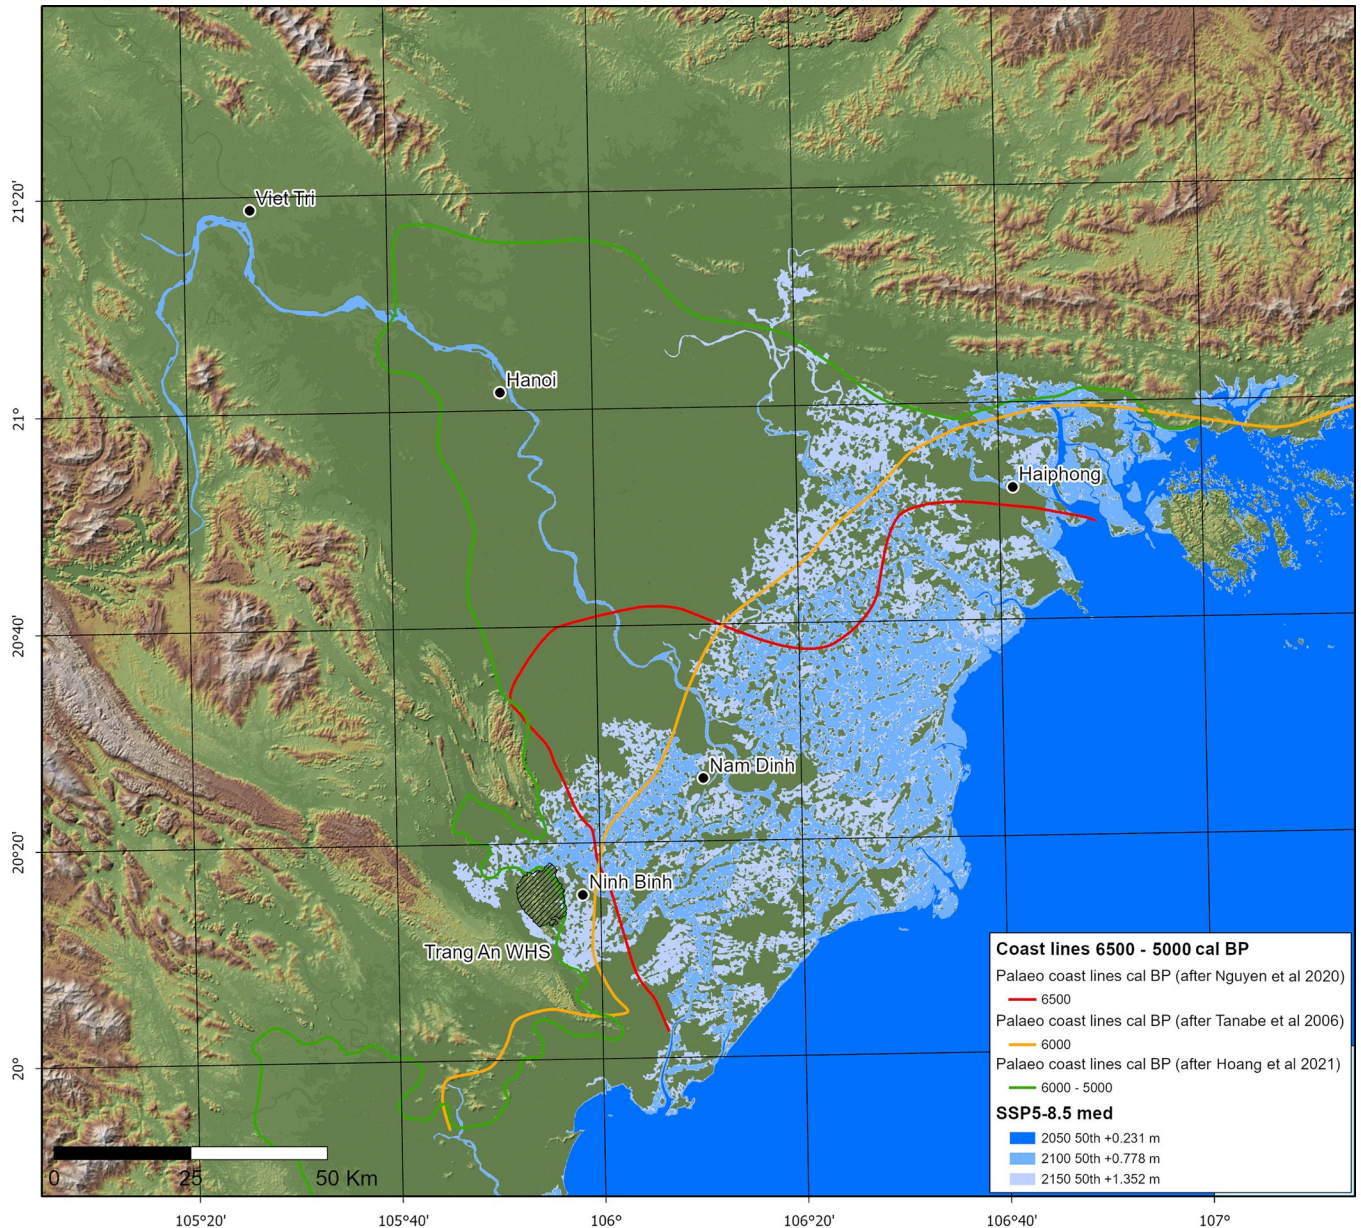 21°20'
21°
20°40'
20°20'
20°
Viet Tri
Hanoi
Haiphong
Nam Dinh
Ninh Binh
Trang An WHS
Coast lines 6500 - 5000 cal BP
Palaeo coast lines cal BP (after Nguyen et al 2020)
6500
Palaeo coast lines cal BP (after Tanabe et al 2006)
6000
Palaeo coast lines cal BP (after Hoang et al 2021)
6000 - 5000
SSP5-8.5 med
2050 50th +0.231 m
2100 50th +0.778 m
2150 50th +1.352 m
0 25 50 Km
105°20' 105°40' 106° 106°20' 106°40' 107°